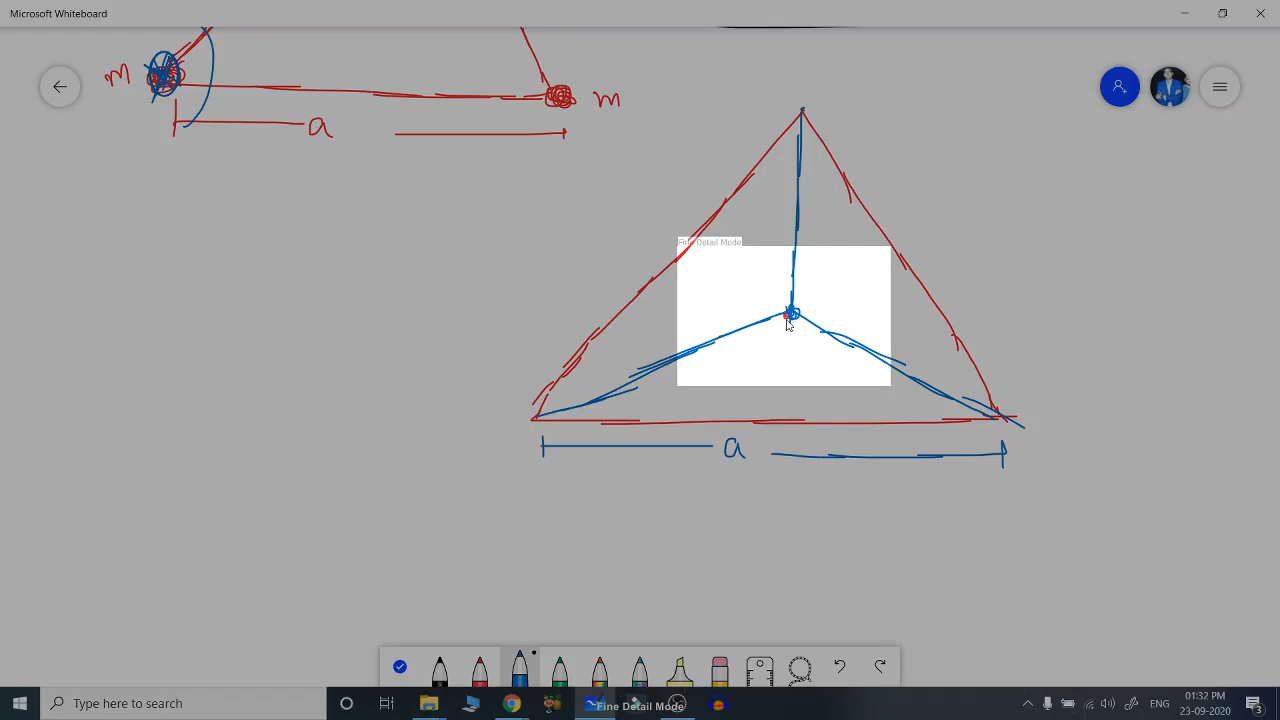 Microsoft Whiteboard
m
m
a
Fine Detail Mode
a
Type here to search
Fine Detail Mode
ENG
01:32 PM
23-09-2020
3